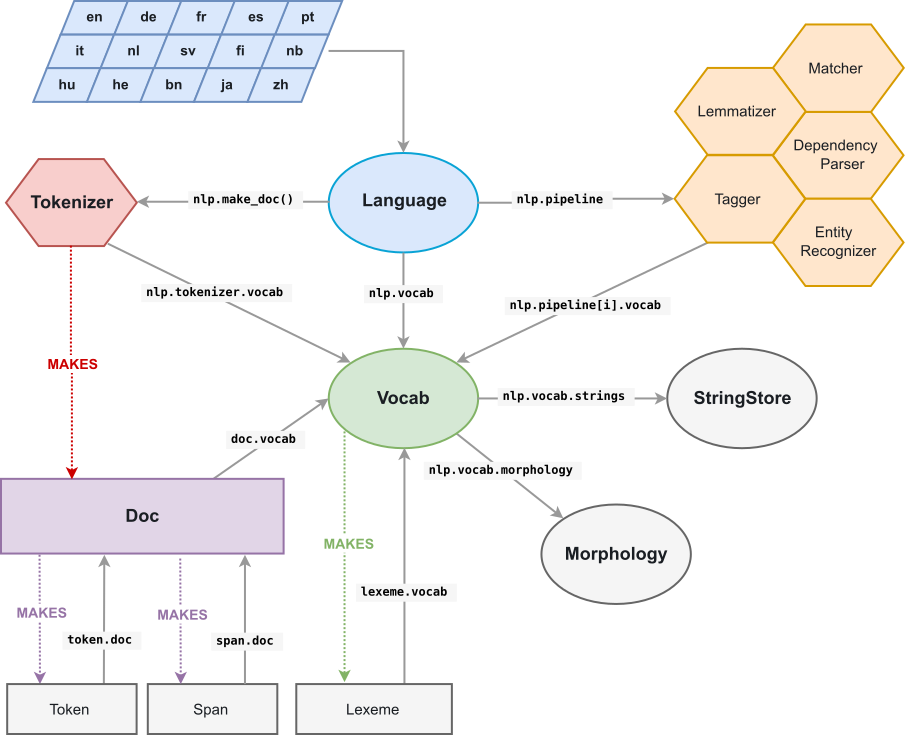 en de fr es pt
it nl sv fi nb
hu he bn ja zh
Matcher
Lemmatizer
Dependency
Parser
Tagger
Entity
Recognizer
Tokenizer
nlp.make_doc()
Language
nlp.pipeline
nlp.tokenizer.vocab
nlp.vocab
nlp.pipeline[i].vocab
MAKES
Vocab
nlp.vocab.strings
StringStore
doc.vocab
nlp.vocab.morphology
Doc
MAKES
Morphology
lexeme.vocab
MAKES
token.doc
MAKES
span.doc
Token
Span
Lexeme